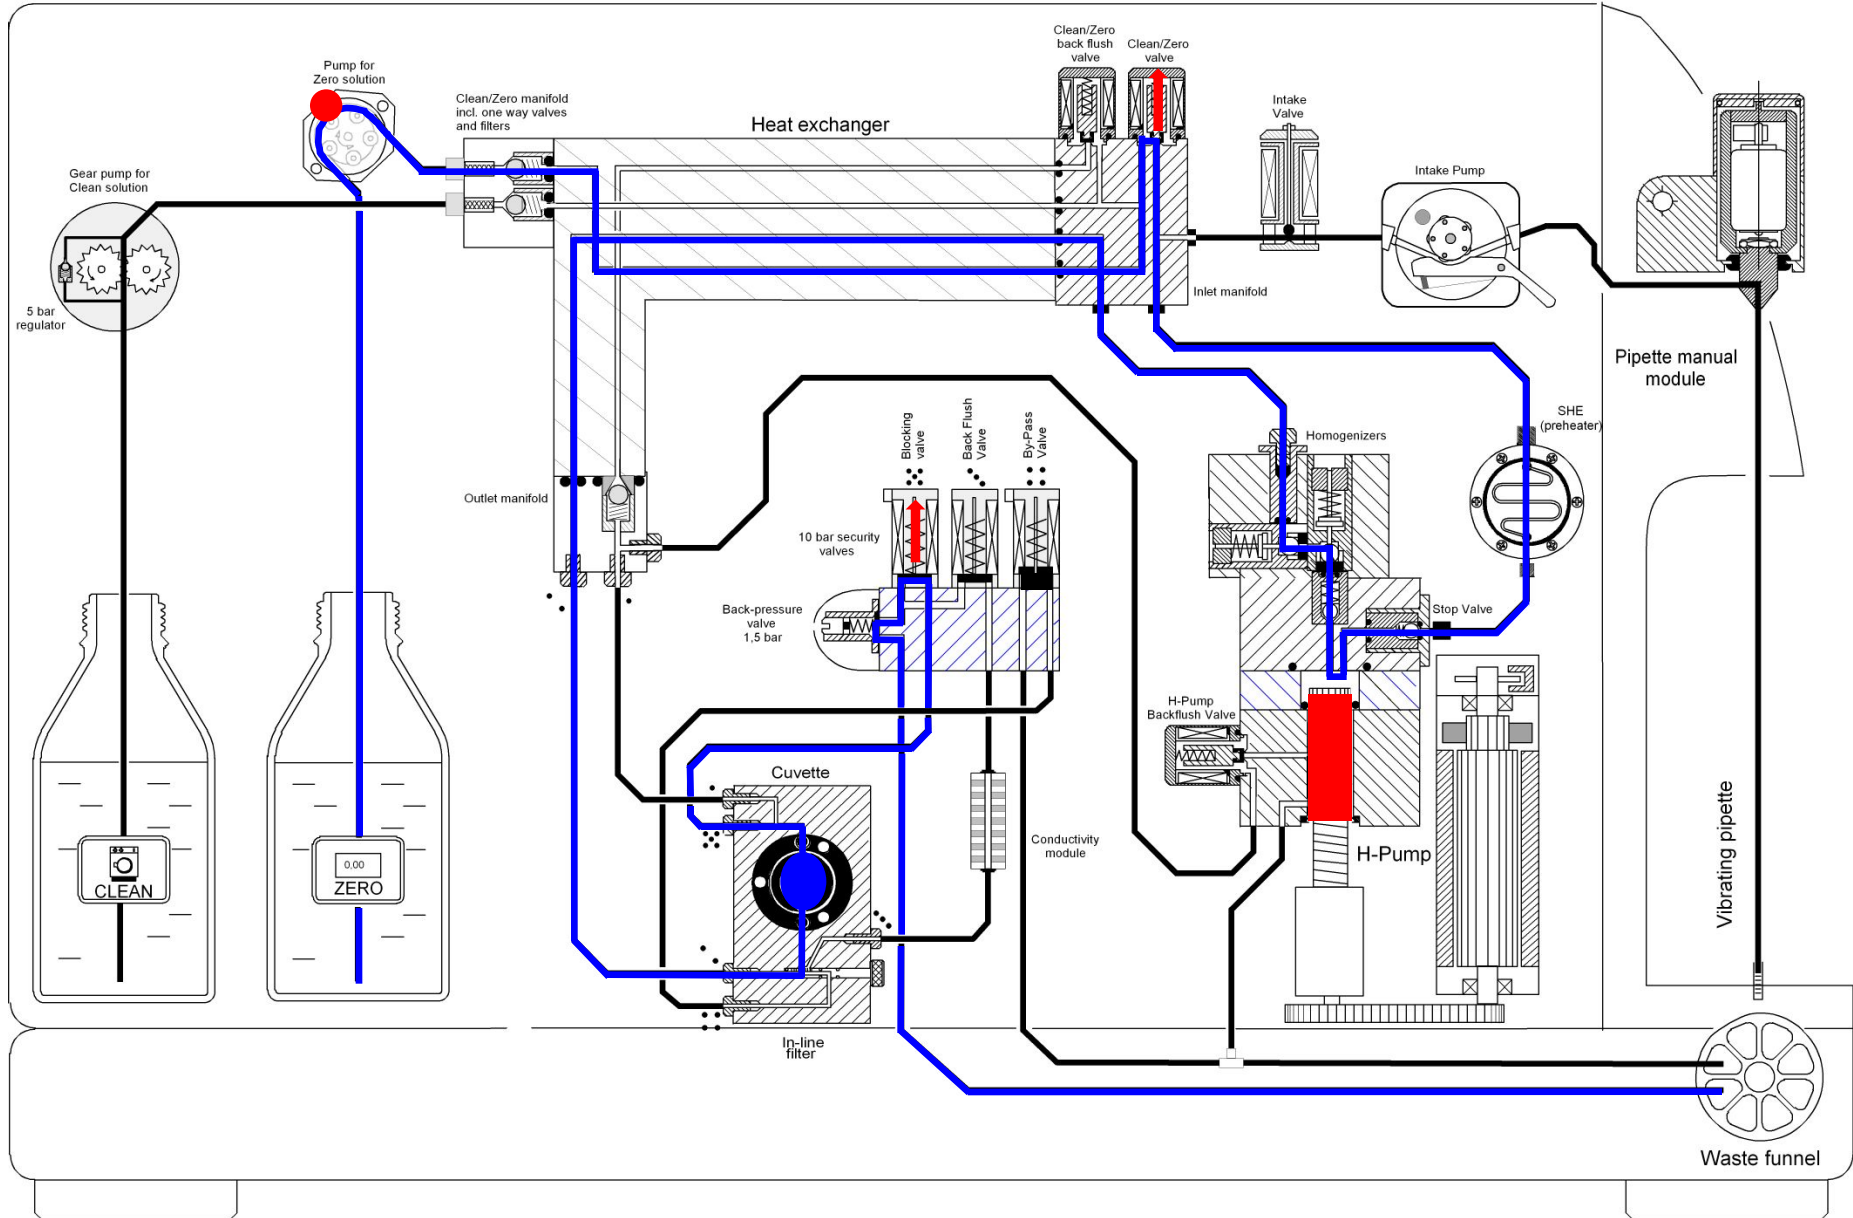 Clean/Zero
back flush
valve
Clean/Zero
valve
Pump for
Zero solution
Clean/Zero manifold
incl. one way valves
and filters
Heat exchanger
Intake
Valve
Gear pump for
Clean solution
Intake Pump
5 bar
regulator
Inlet manifold
Pipette manual
module
SHE
(preheater)
Blocking
valve
Back Flush
Valve
By-Pass
Valve
Homogenizers
Outlet manifold
10 bar security
valves
Back-pressure
valve
1,5 bar
Stop Valve
H-Pump
Backflush Valve
Cuvette
Conductivity
module
H-Pump
Vibrating pipette
CLEAN
0,00
ZERO
In-line
filter
Waste funnel